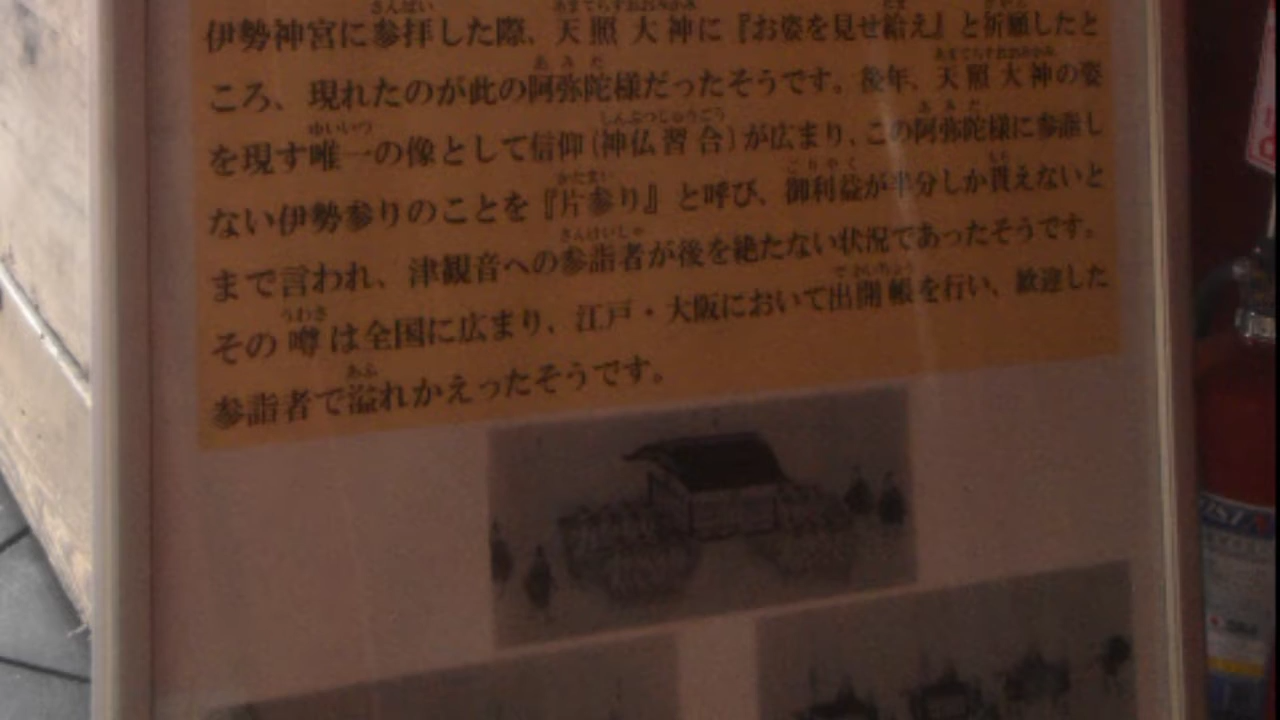 伊勢神宮に参拝した際、天照大神に『お姿を見せ給え』と祈願したと
ころ、現れたのが此の阿弥陀様だったそうです。後年、天照大神の姿
を現す唯一の像として信仰(神仏習合)が広まり、この阿弥陀様に参詣し
ない伊勢参りのことを『片参り』と呼び、御利益が半分しか貰えないと
まで言われ、津観音への参詣者が後を絶たない状況であったそうです。
その噂は全国に広まり、江戸・大阪において出開帳を行い、歓迎した
参詣者で溢れかえったそうです。